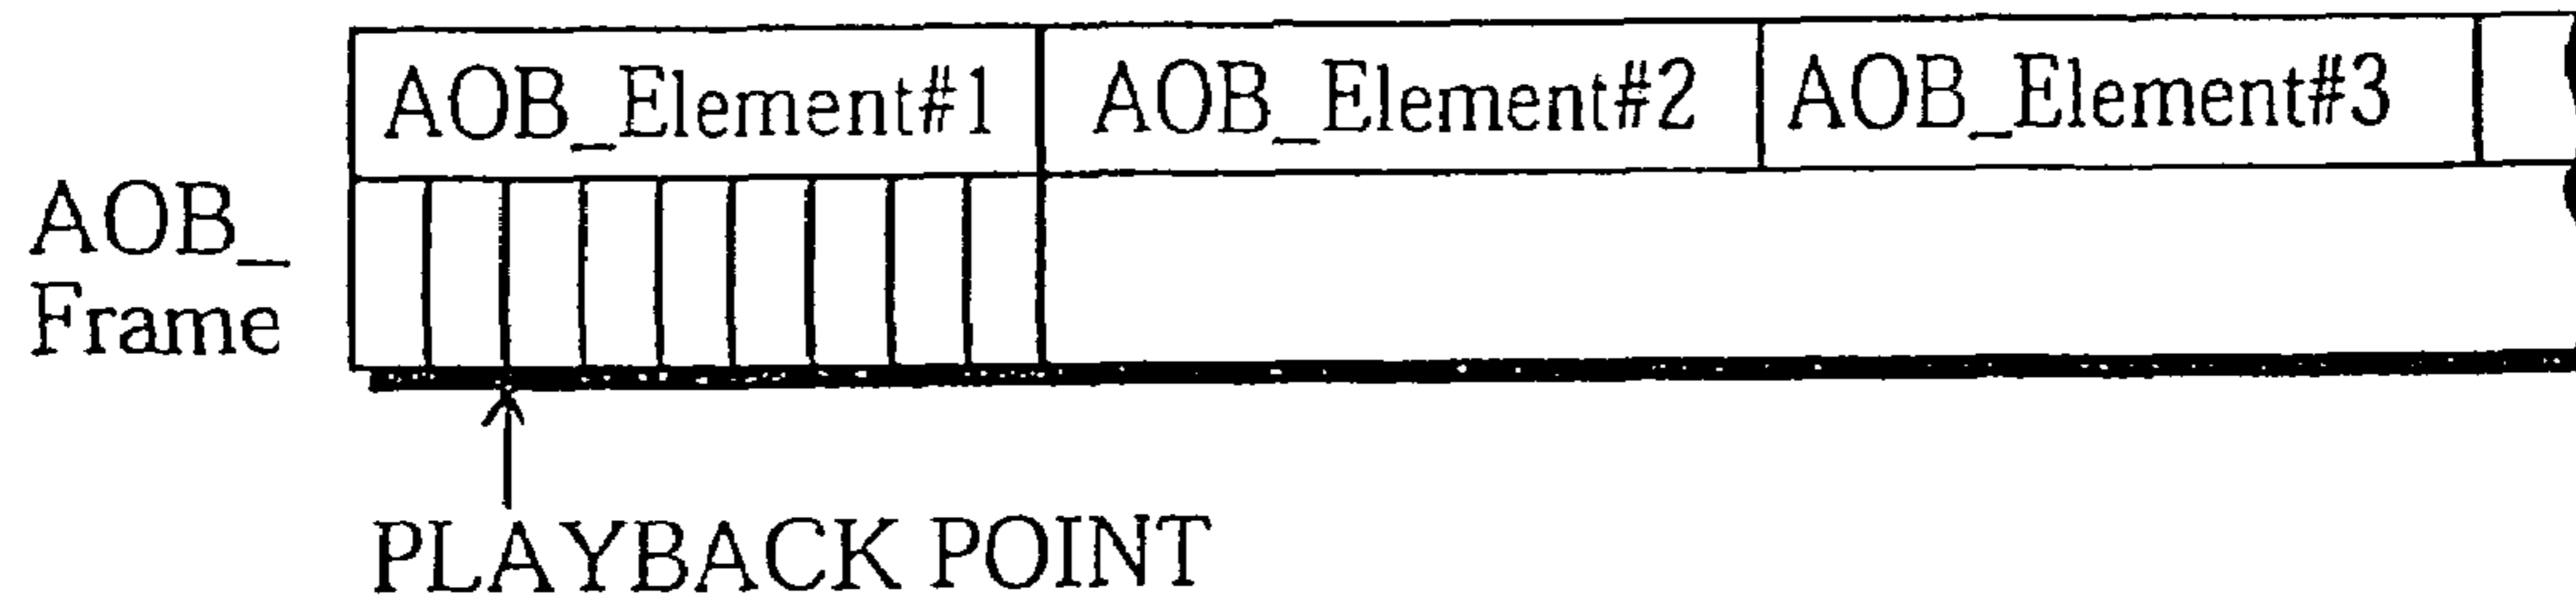 AOB_Element#1 AOB_Element#2 AOB_Element#3
AOB_
Frame
PLAYBACK POINT